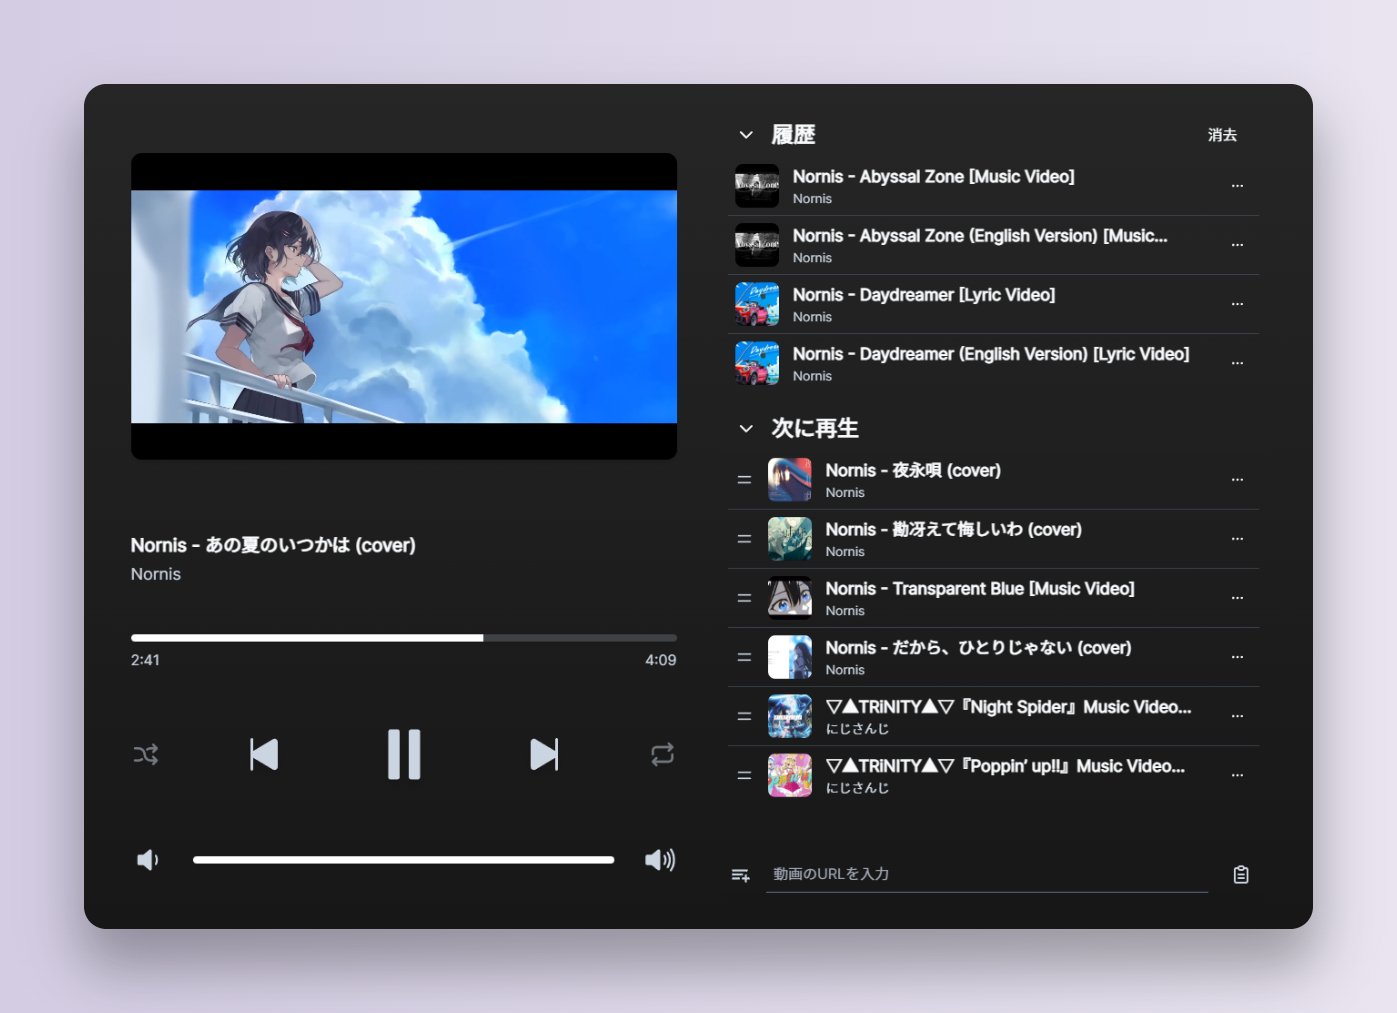 Nornis - あの夏のいつかは (cover)
Nornis
2:41
4:09
履歴
消去
Nornis - Abyssal Zone [Music Video]
Nornis
Nornis - Abyssal Zone (English Version) [Music...
Nornis
Nornis - Daydreamer [Lyric Video]
Nornis
Nornis - Daydreamer (English Version) [Lyric Video]
Nornis
次に再生
Nornis - 夜永唄 (cover)
Nornis
Nornis - 勘冴えて悔しいわ (cover)
Nornis
Nornis - Transparent Blue [Music Video]
Nornis
Nornis - だから、ひとりじゃない (cover)
Nornis
▽▲TRiNITY▲▽『Night Spider』Music Video...
にじさんじ
▽▲TRiNITY▲▽『Poppin’ up!!』Music Video...
にじさんじ
動画のURLを入力